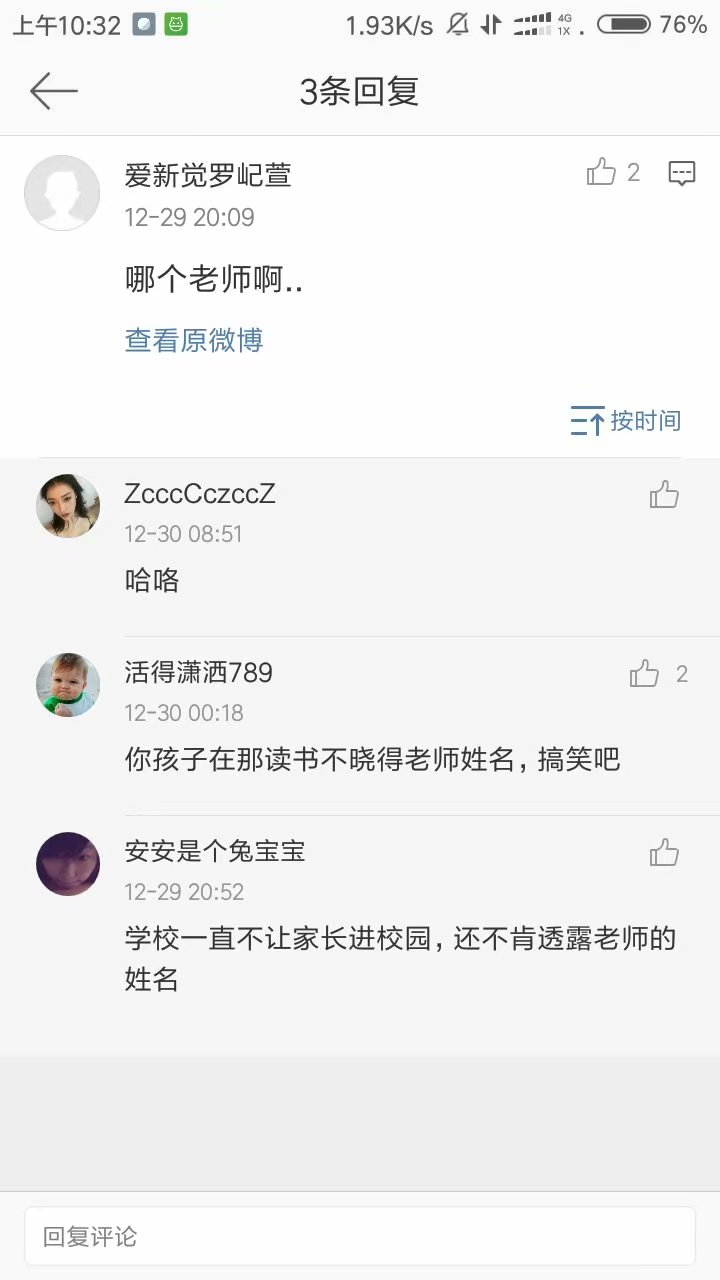 上午10:32 1.93K/s 4G 1X 76%
3条回复
爱新觉罗屺萱 2
12-29 20:09
哪个老师啊..
查看原微博
按时间
ZcccCczccZ
12-30 08:51
哈咯
活得潇洒789 2
12-30 00:18
你孩子在那读书不晓得老师姓名，搞笑吧
安安是个兔宝宝
12-29 20:52
学校一直不让家长进校园，还不肯透露老师的
姓名
回复评论